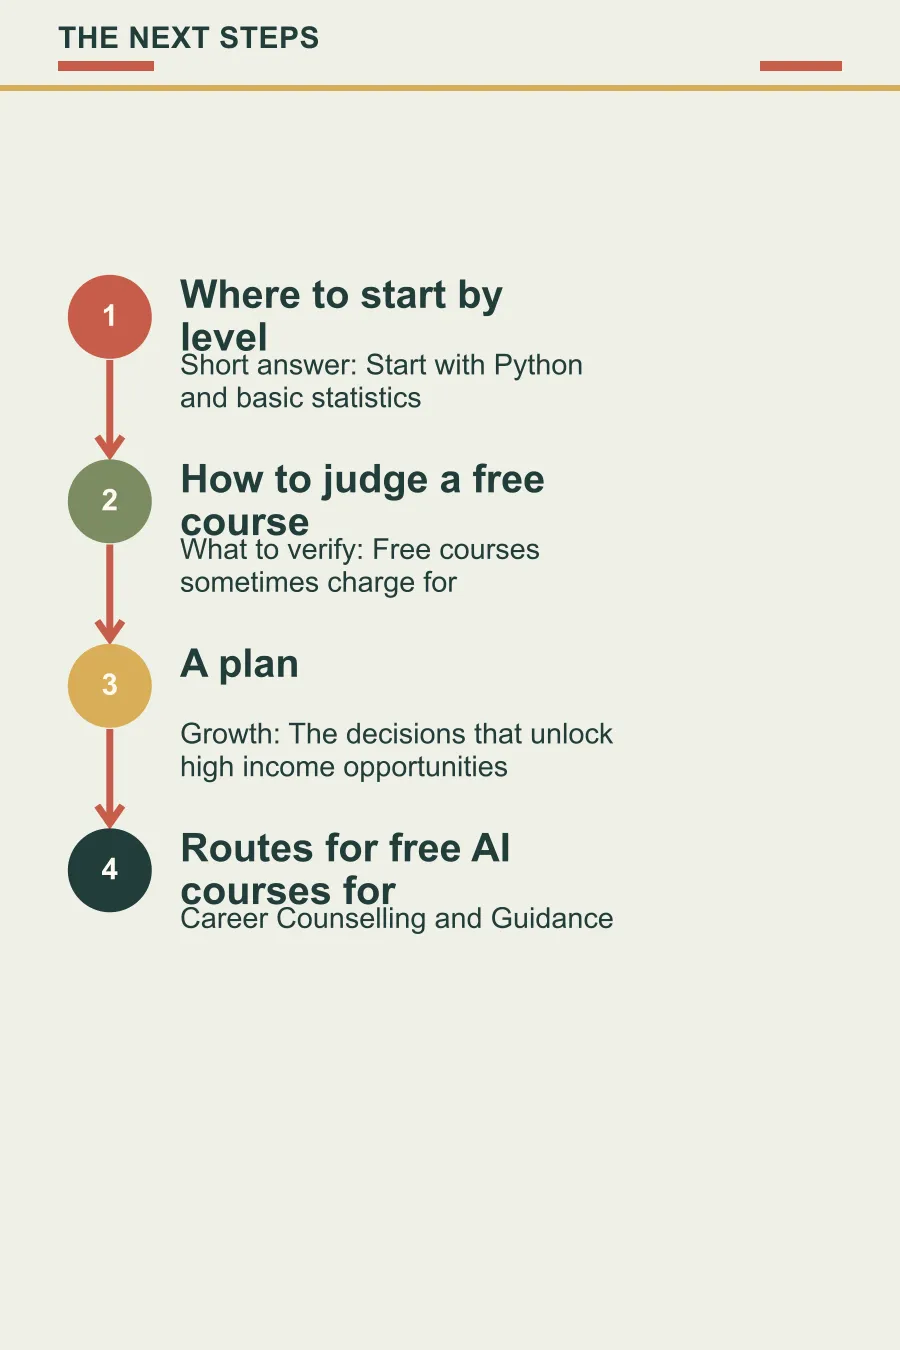 THE NEXT STEPS
1
Where to start by
level
Short answer: Start with Python
and basic statistics
2
How to judge a free
course
What to verify: Free courses
sometimes charge for
3
A plan
Growth: The decisions that unlock
high income opportunities
4
Routes for free AI
courses for
Career Counselling and Guidance